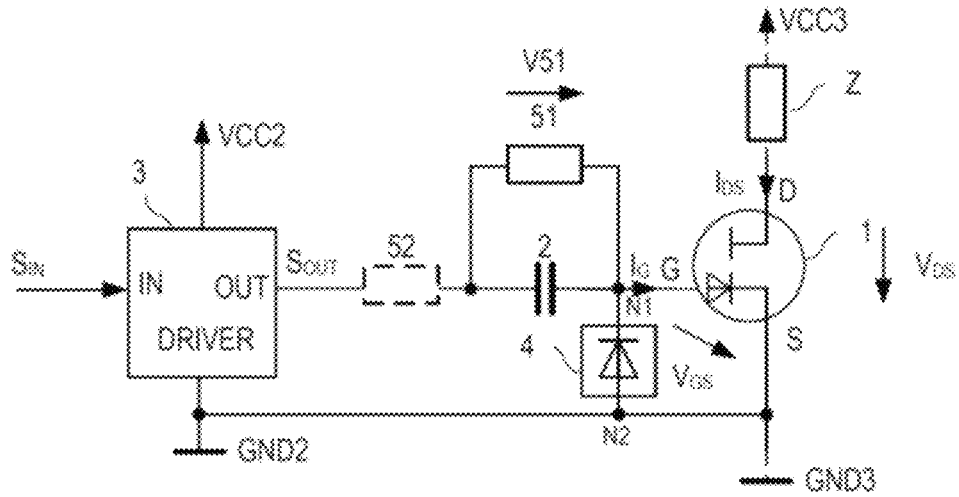 VCC3
V51
51
Z
VCC2
3
IDS
D
1
VDS
SIN
IN
OUT
DRIVER
SOUT
52
2
IG
G
N1
S
4
VGS
N2
GND2
GND3